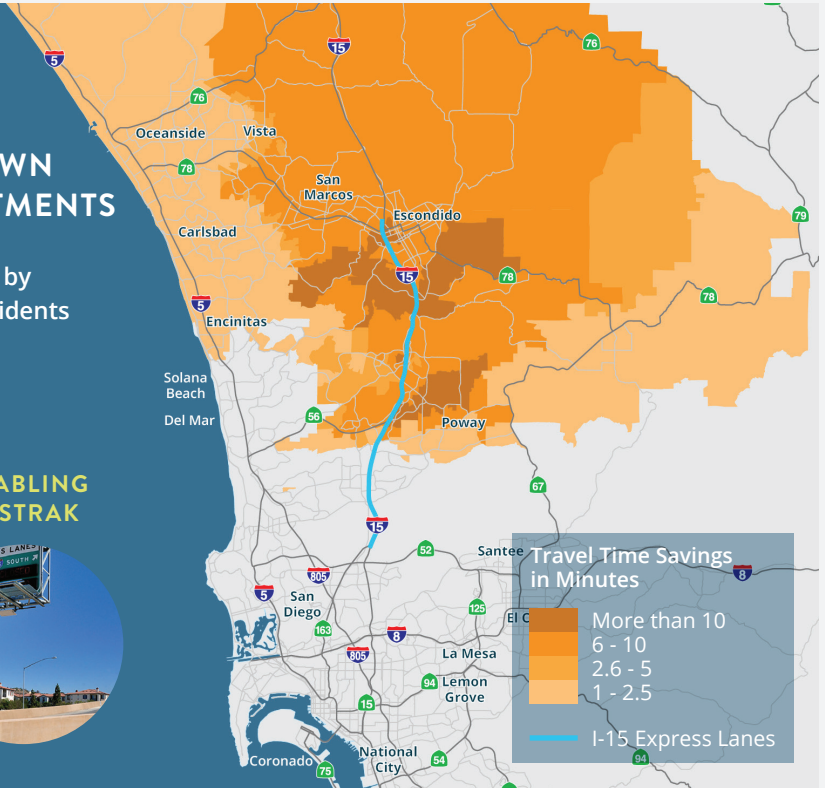 WN
TMENTS
by
idents
ABLING
STRAK
S LANES
SOUTH
5
15
76
76
Oceanside
Vista
78
San
Marcos
Escondido
79
Carlsbad
15
78
78
5
Encinitas
Solana
Beach
Del Mar
56
Poway
67
15
52
Santee
805
5
San
Diego
163
125
El C
8
805
La Mesa
94
Lemon
Grove
15
National
City
54
Coronado
75
8
94
Travel Time Savings
in Minutes
More than 10
6 - 10
2.6 - 5
1 - 2.5
I-15 Express Lanes